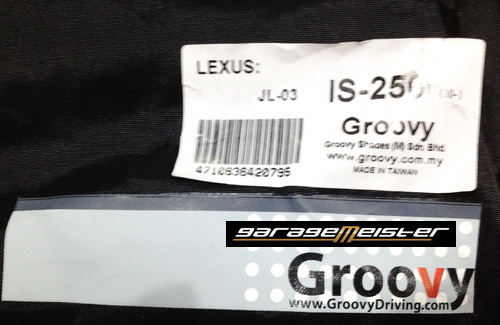 LEXUS:
JL-03
IS-250
Groovy
Groovy Shades (M) Sdn. Bhd.
www.groovy.com.my
MADE IN TAIWAN
4710636420795
garagemeister
Groovy
www.GroovyDriving.com